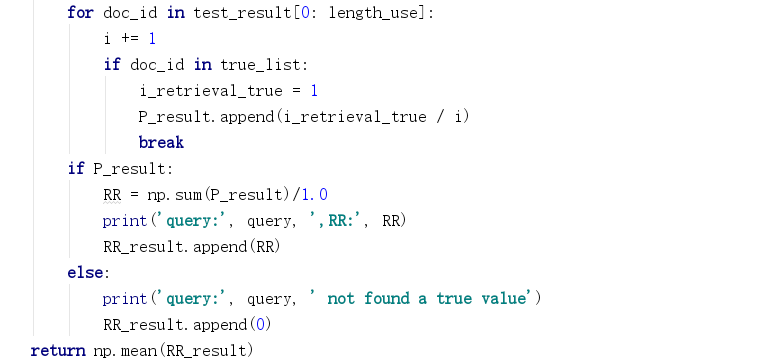 for doc_id in test_result[0: length_use]:
i += 1
if doc_id in true_list:
i_retrieval_true = 1
P_result.append(i_retrieval_true / i)
break
if P_result:
RR = np.sum(P_result)/1.0
print('query:', query, ',RR:', RR)
RR_result.append(RR)
else:
print('query:', query, ' not found a true value')
RR_result.append(0)
return np.mean(RR_result)